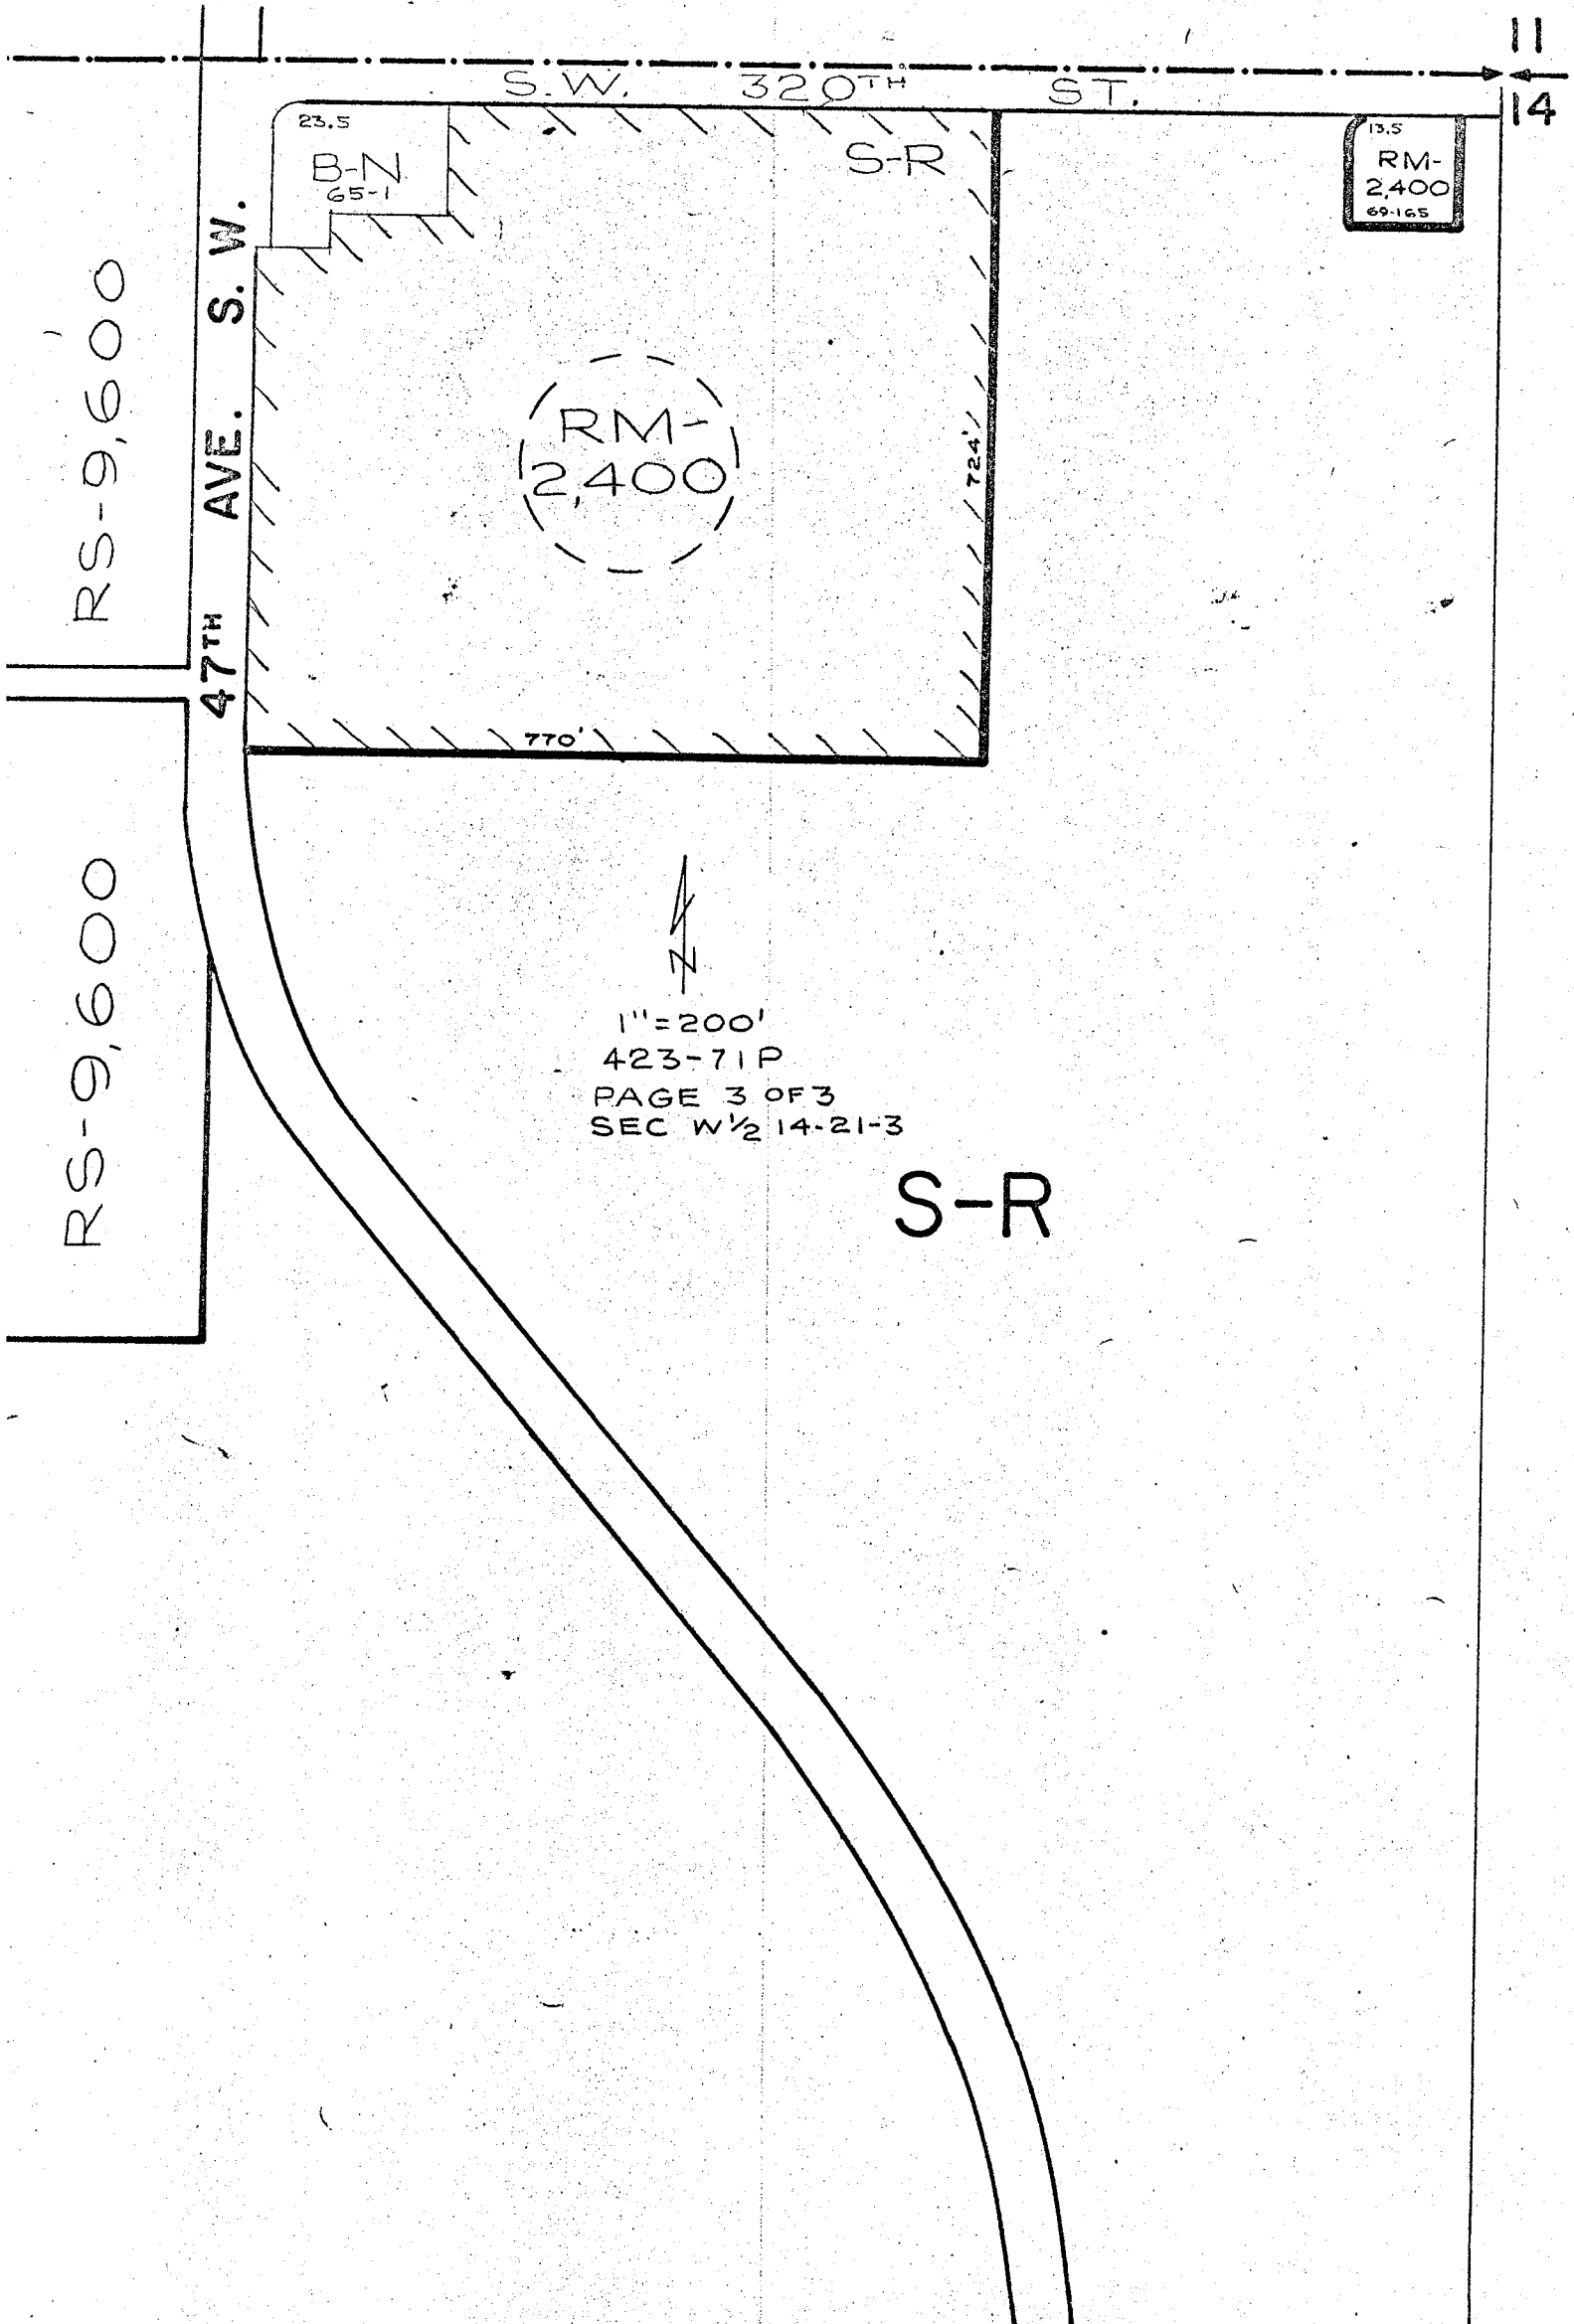 11
S.W. 320TH ST.
14
23.5
B-N
65-1
S-R
13.5
RM-
2,400
69-165
RS-9,600
47TH AVE. S. W.
RM-
2,400
724'
770'
RS-9,600
N
1"=200'
423-71P
PAGE 3 OF 3
SEC W½ 14-21-3
S-R